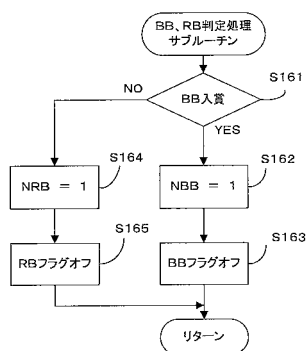 BB、RB判定処理
サブルーチン
S161
BB入賞
NO
YES
S164
S162
NRB = 1
NBB = 1
S165
S163
RBフラグオフ
BBフラグオフ
リターン